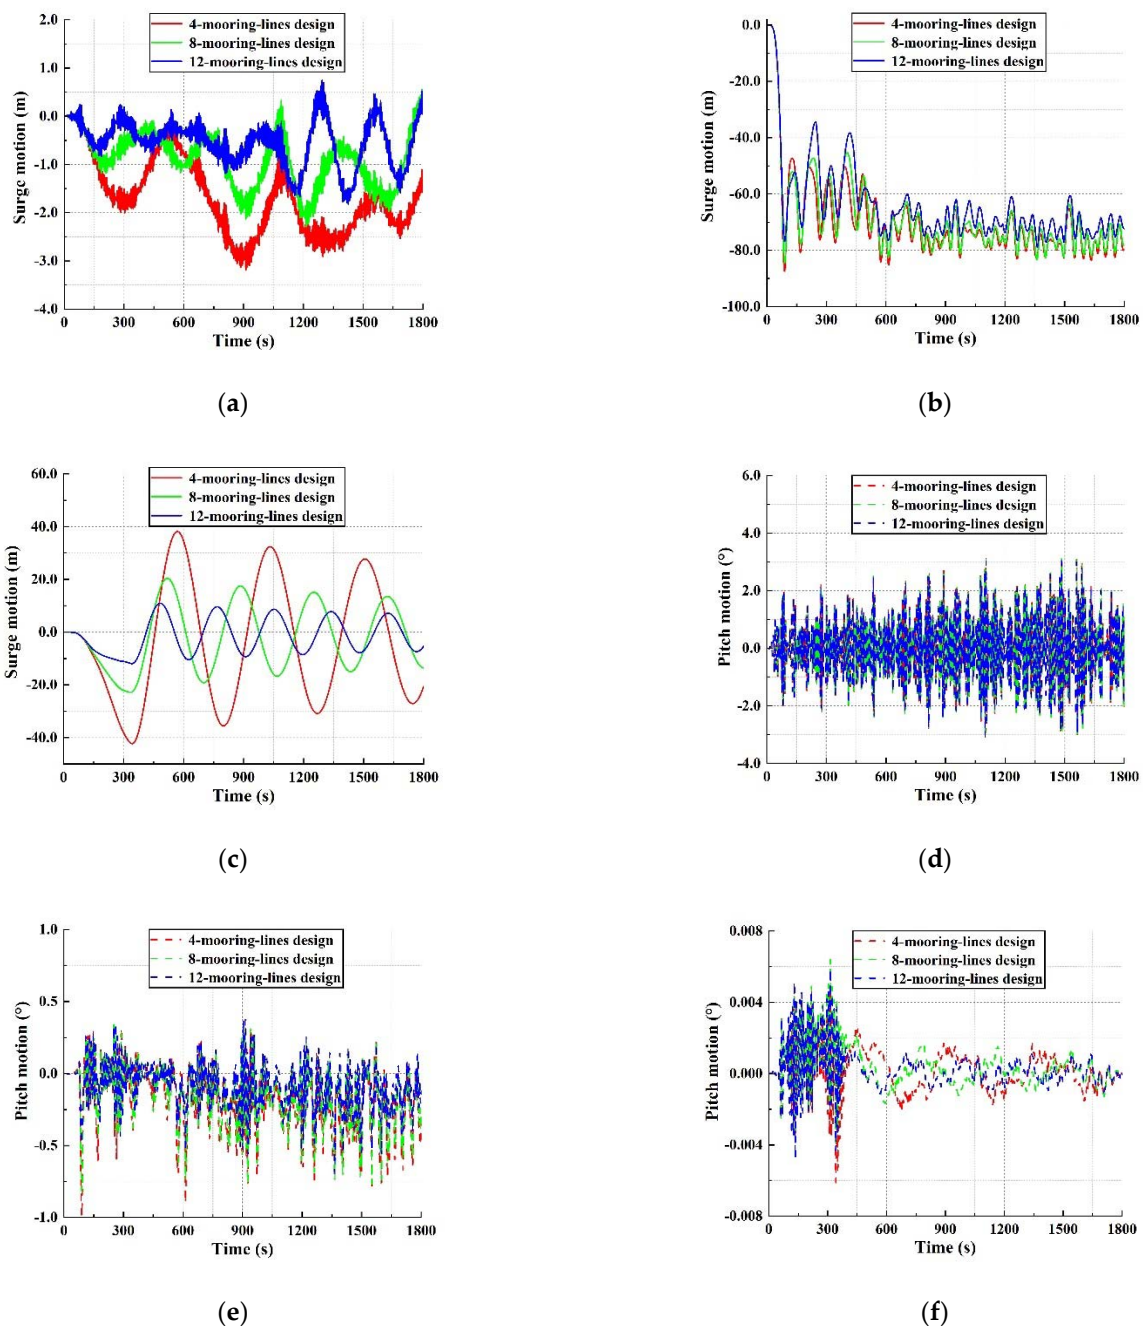 2.0
1.0
0.0
-1.0
-2.0
-3.0
-4.0
Surge motion (m)
4-mooring-lines design
8-mooring-lines design
12-mooring-lines design
0 300 600 900 1200 1500 1800
Time (s)
(a)
0.0
-20.0
-40.0
-60.0
-80.0
-100.0
Surge motion (m)
4-mooring-lines design
8-mooring-lines design
12-mooring-lines design
0 300 600 900 1200 1500 1800
Time (s)
(b)
60.0
40.0
20.0
0.0
-20.0
-40.0
Surge motion (m)
4-mooring-lines design
8-mooring-lines design
12-mooring-lines design
0 300 600 900 1200 1500 1800
Time (s)
(c)
6.0
4.0
2.0
0.0
-2.0
-4.0
Pitch motion (°)
4-mooring-lines design
8-mooring-lines design
12-mooring-lines design
0 300 600 900 1200 1500 1800
Time (s)
(d)
1.0
0.5
0.0
-0.5
-1.0
Pitch motion (°)
4-mooring-lines design
8-mooring-lines design
12-mooring-lines design
0 300 600 900 1200 1500 1800
Time (s)
(e)
0.008
0.004
0.000
-0.004
-0.008
Pitch motion (°)
4-mooring-lines design
8-mooring-lines design
12-mooring-lines design
0 300 600 900 1200 1500 1800
Time (s)
(f)